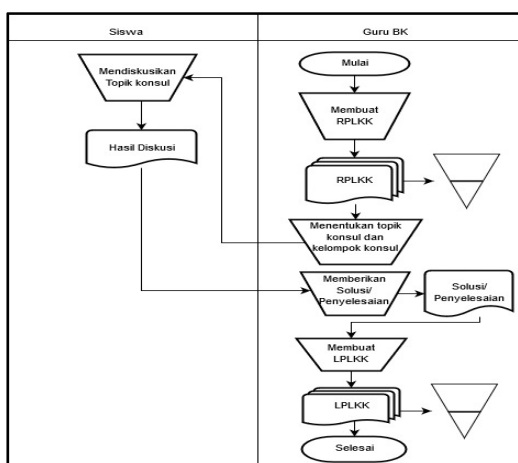 Siswa
Guru BK
Mulai
Membuat
RPLKK
RPLKK
Menentukan topik
konsul dan
kelompok konsul
Mendiskusikan
Topik konsul
Hasil Diskusi
Memberikan
Solusi/
Penyelesaian
Solusi/
Penyelesaian
Membuat
LPLKK
LPLKK
Selesai